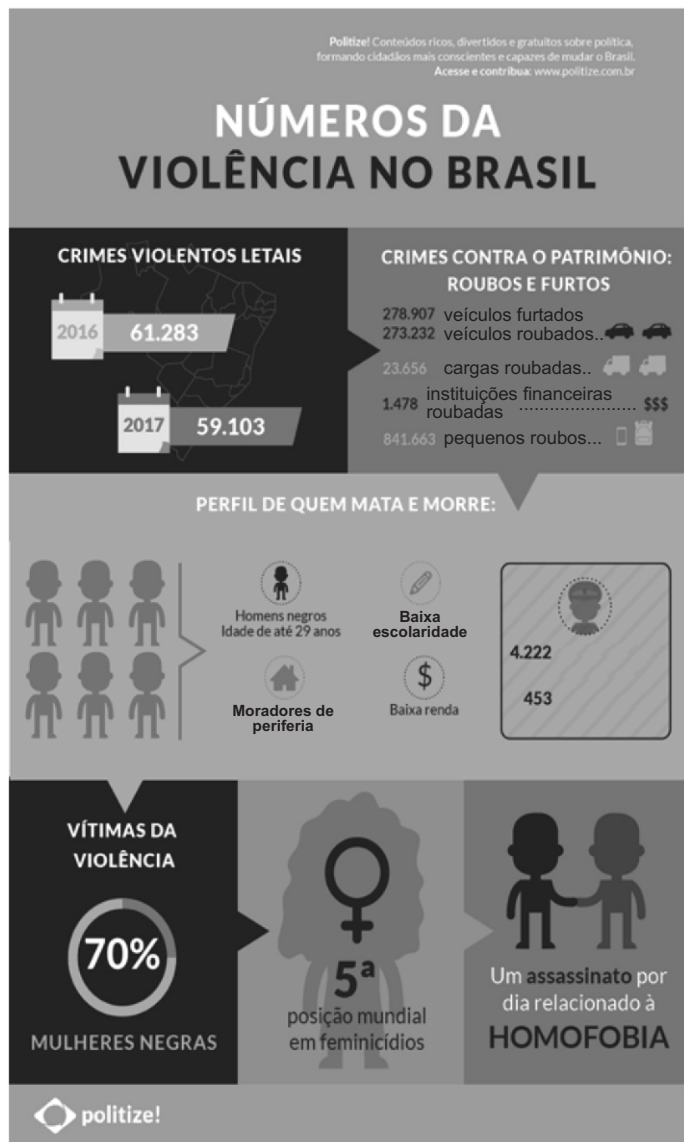 Politize! Conteúdos ricos, divertidos e gratuitos sobre política,
formando cidadãos mais conscientes e capazes de mudar o Brasil.
Acesse e contribua: www.politize.com.br
NÚMEROS DA
VIOLÊNCIA NO BRASIL
CRIMES VIOLENTOS LETAIS
2016 61.283
2017 59.103
CRIMES CONTRA O PATRIMÔNIO:
ROUBOS E FURTOS
278.907 veículos furtados
273.232 veículos roubados..
23.656 cargas roubadas..
1.478 instituições financeiras
roubadas ....................... $$$
841.663 pequenos roubos...
PERFIL DE QUEM MATA E MORRE:
Homens negros
Idade de até 29 anos
Baixa
escolaridade
Moradores de
periferia
$
Baixa renda
4.222
453
VÍTIMAS DA
VIOLÊNCIA
70%
MULHERES NEGRAS
5ª
posição mundial
em feminicídios
Um assassinato por
dia relacionado à
HOMOFOBIA
politize!